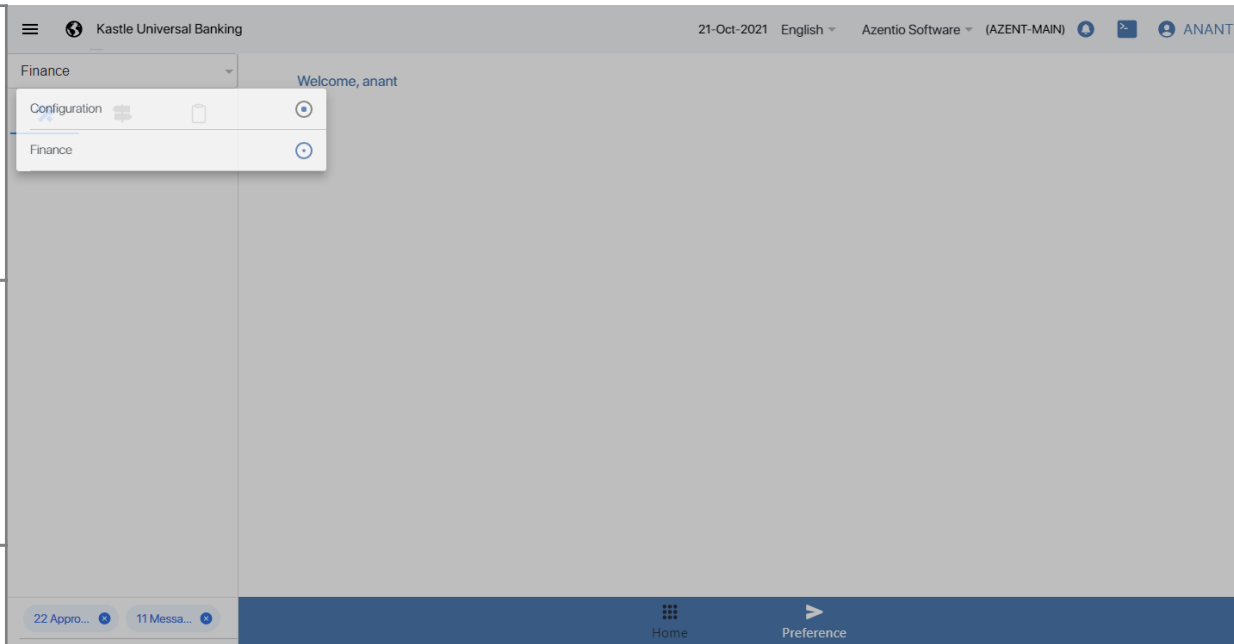 Kastle Universal Banking
21-Oct-2021 English Azentio Software (AZENT-MAIN) ANANT
Finance
Welcome, anant
Configuration
Finance
22 Appro... 11 Messa...
Home Preference